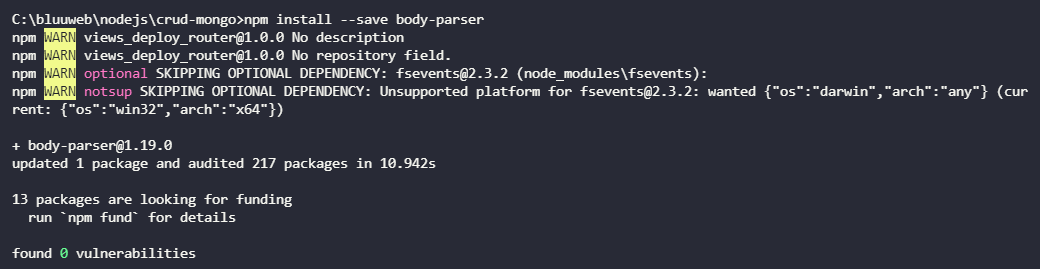 C:\bluuweb\nodejs\crud-mongo>npm install --save body-parser
npm WARN views_deploy_router@1.0.0 No description
npm WARN views_deploy_router@1.0.0 No repository field.
npm WARN optional SKIPPING OPTIONAL DEPENDENCY: fsevents@2.3.2 (node_modules\fsevents):
npm WARN notsup SKIPPING OPTIONAL DEPENDENCY: Unsupported platform for fsevents@2.3.2: wanted {"os":"darwin","arch":"any"} (cur
rent: {"os":"win32","arch":"x64"})
+ body-parser@1.19.0
updated 1 package and audited 217 packages in 10.942s
13 packages are looking for funding
  run `npm fund` for details
found 0 vulnerabilities